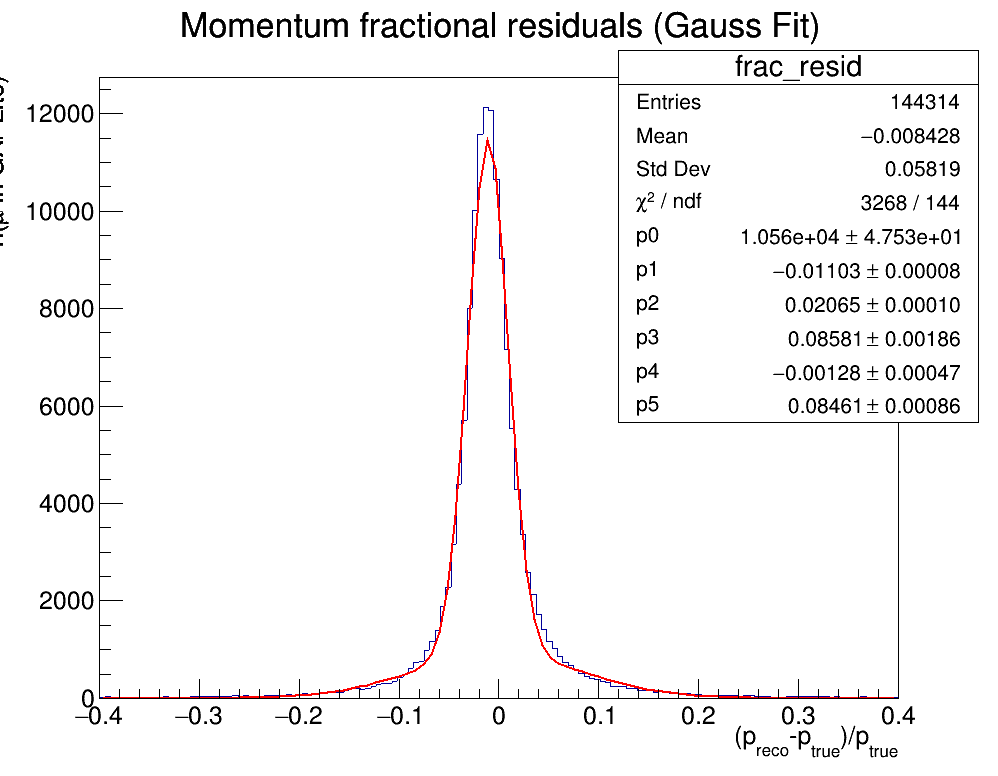 Momentum fractional residuals (Gauss Fit)
frac_resid
Entries 144314
Mean −0.008428
Std Dev 0.05819
χ² / ndf 3268 / 144
p0 1.056e+04 ± 4.753e+01
p1 −0.01103 ± 0.00008
p2 0.02065 ± 0.00010
p3 0.08581 ± 0.00186
p4 −0.00128 ± 0.00047
p5 0.08461 ± 0.00086
12000
10000
8000
6000
4000
2000
0
−0.4 −0.3 −0.2 −0.1 0 0.1 0.2 0.3 0.4
(p_reco-p_true)/p_true